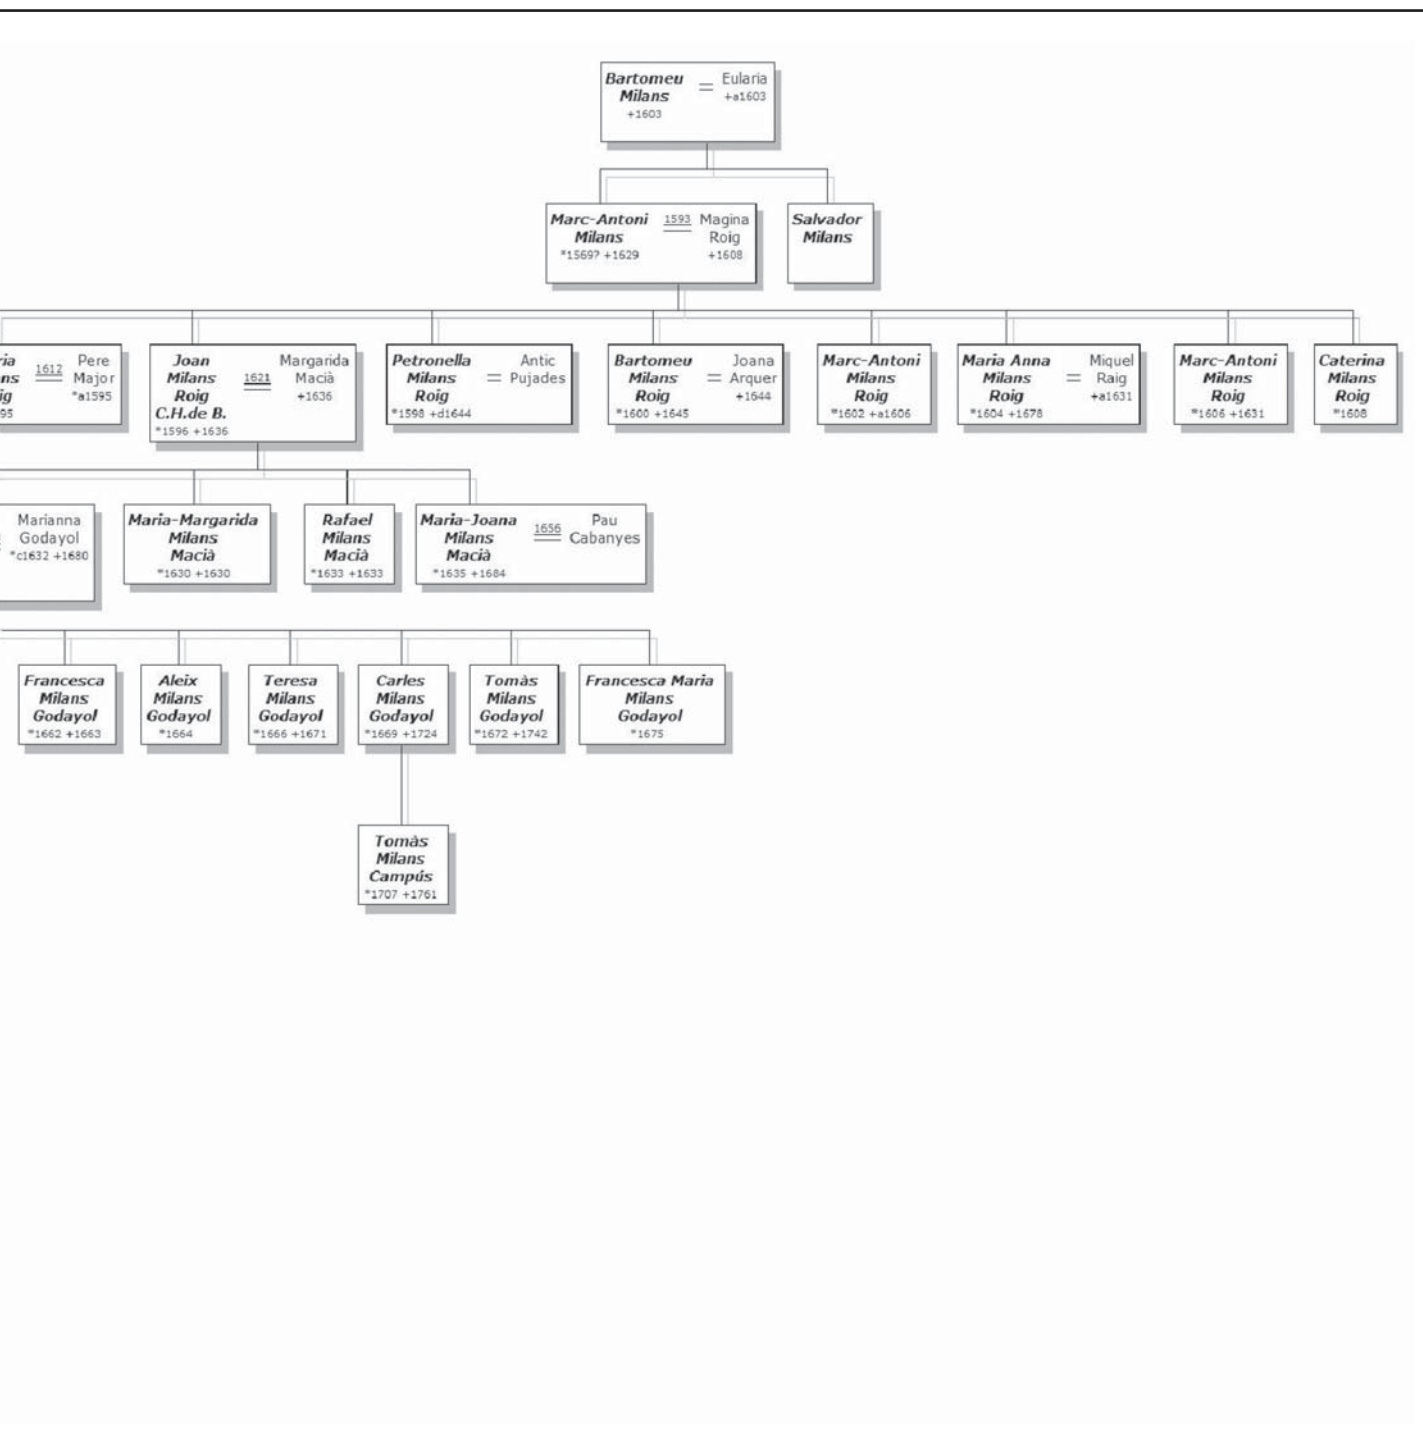 Bartomeu
Milans
+1603
=
Eularia
+a1603
Marc-Antoni
Milans
*1569? +1629
1593
Magina
Roig
+1608
Salvador
Milans
ria
ns
ig
95
1612
Pere
Major
*a1595
Joan
Milans
Roig
C.H.de B.
*1596 +1636
1621
Margarida
Macià
+1636
Petronella
Milans
Roig
*1598 +d1644
=
Antic
Pujades
Bartomeu
Milans
Roig
*1600 +1645
=
Joana
Arquer
+1644
Marc-Antoni
Milans
Roig
*1602 +a1606
Maria Anna
Milans
Roig
*1604 +1678
=
Miquel
Raig
+a1631
Marc-Antoni
Milans
Roig
*1606 +1631
Caterina
Milans
Roig
*1608
Marianna
Godayol
*c1632 +1680
Maria-Margarida
Milans
Macià
*1630 +1630
Rafael
Milans
Macià
*1633 +1633
Maria-Joana
Milans
Macià
*1635 +1684
1656
Pau
Cabanyes
Francesca
Milans
Godayol
*1662 +1663
Aleix
Milans
Godayol
*1664
Teresa
Milans
Godayol
*1666 +1671
Carles
Milans
Godayol
*1669 +1724
Tomàs
Milans
Godayol
*1672 +1742
Francesca Maria
Milans
Godayol
*1675
Tomàs
Milans
Campús
*1707 +1761